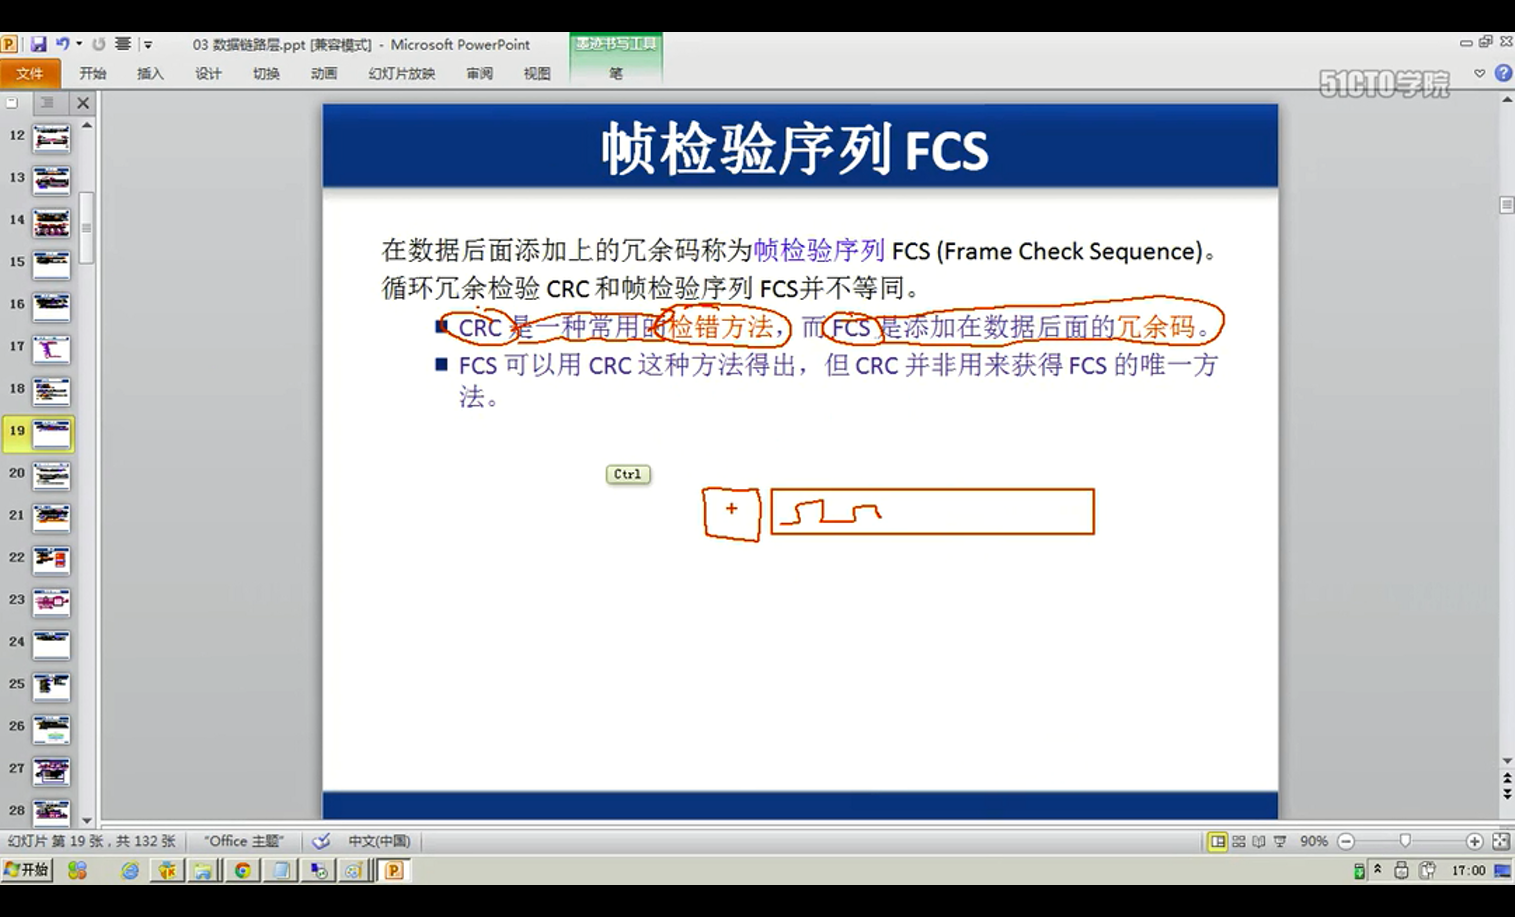 03 数据链路层.ppt [兼容模式] - Microsoft PowerPoint
墨迹书写工具
文件 开始 插入 设计 切换 动画 幻灯片放映 审阅 视图 笔
51CTO学院
12
13
14
15
16
17
18
19
20
21
22
23
24
25
26
27
28
帧检验序列 FCS
在数据后面添加上的冗余码称为帧检验序列 FCS (Frame Check Sequence)。
循环冗余检验 CRC 和帧检验序列 FCS并不等同。
CRC 是一种常用的检错方法，而 FCS 是添加在数据后面的冗余码。
FCS 可以用 CRC 这种方法得出，但 CRC 并非用来获得 FCS 的唯一方
法。
Ctrl
幻灯片 第 19 张，共 132 张 "Office 主题" 中文(中国) 90%
开始 17:00